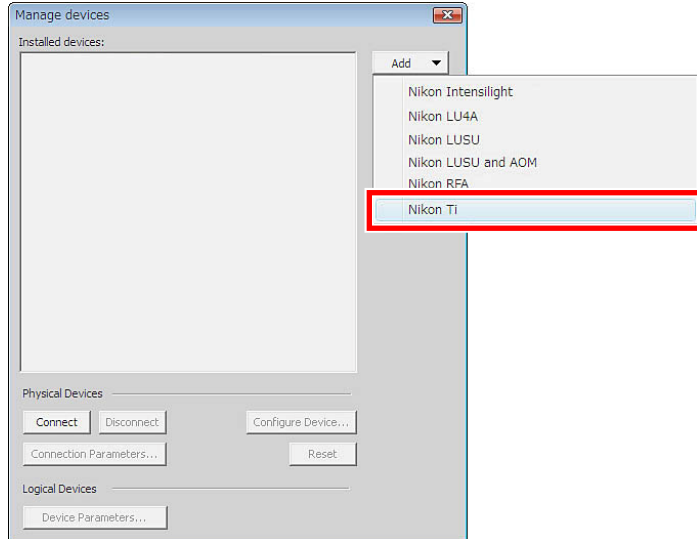 Manage devices
Installed devices:
Add
Nikon Intensilight
Nikon LU4A
Nikon LUSU
Nikon LUSU and AOM
Nikon RFA
Nikon Ti
Physical Devices
Connect Disconnect Configure Device...
Connection Parameters... Reset
Logical Devices
Device Parameters...